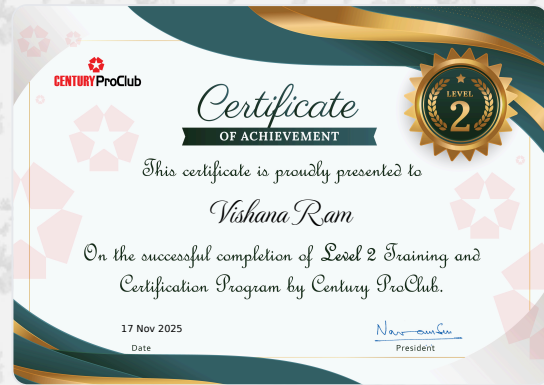 CENTURY ProClub
LEVEL
2
Certificate
OF ACHIEVEMENT
This certificate is proudly presented to
Vishana Ram
On the successful completion of Level 2 Training and
Certification Program by Century ProClub.
17 Nov 2025
Date
President